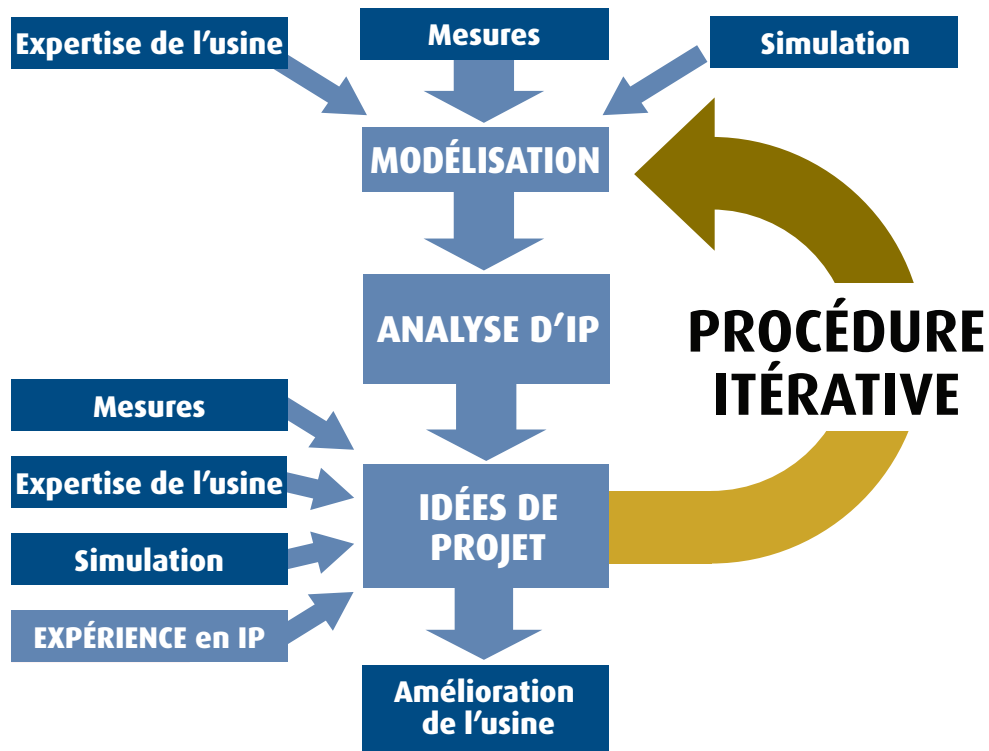 Expertise de l’usine
Mesures
Simulation
MODÉLISATION
ANALYSE D’IP
PROCÉDURE
ITÉRATIVE
Mesures
Expertise de l’usine
Simulation
EXPÉRIENCE en IP
IDÉES DE
PROJET
Amélioration
de l’usine